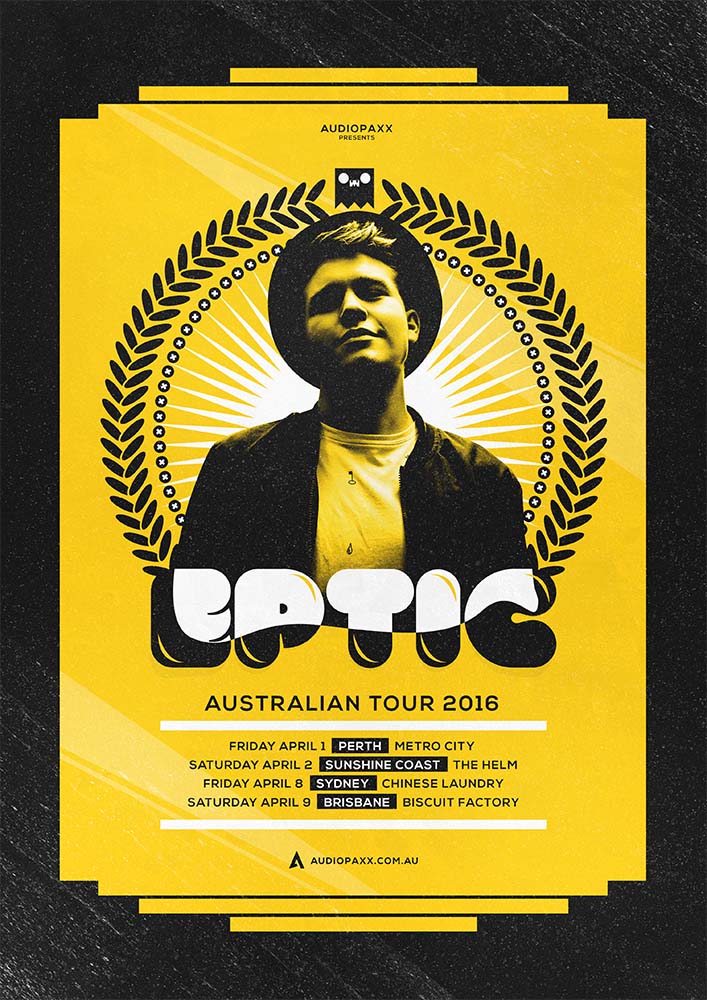 AUDIOPAXX
PRESENTS
EPTIC
AUSTRALIAN TOUR 2016
FRIDAY APRIL 1 PERTH METRO CITY
SATURDAY APRIL 2 SUNSHINE COAST THE HELM
FRIDAY APRIL 8 SYDNEY CHINESE LAUNDRY
SATURDAY APRIL 9 BRISBANE BISCUIT FACTORY
AUDIOPAXX.COM.AU